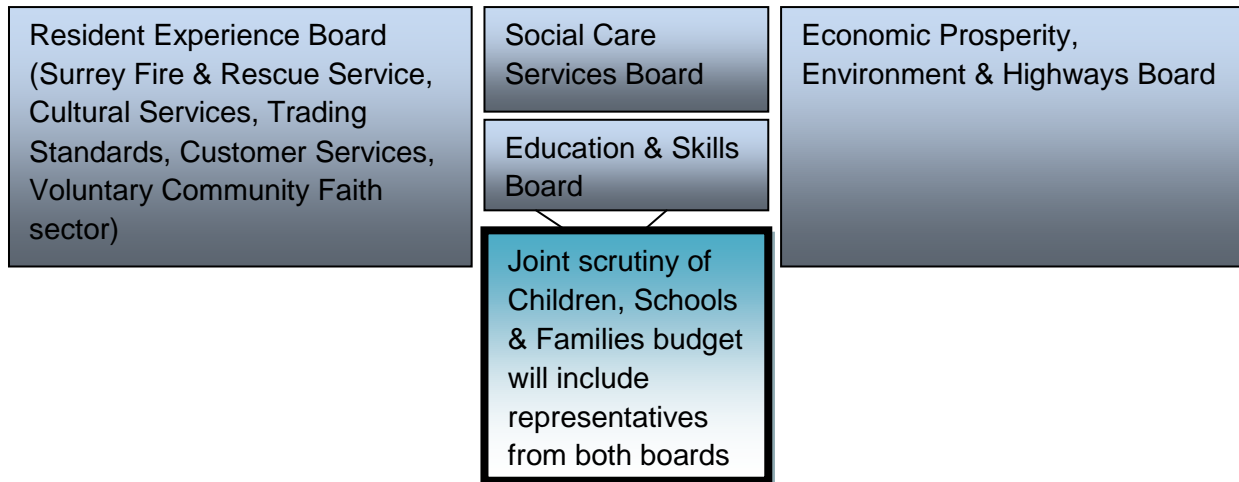 Resident Experience Board
(Surrey Fire & Rescue Service,
Cultural Services, Trading
Standards, Customer Services,
Voluntary Community Faith
sector)
Social Care
Services Board
Education & Skills
Board
Joint scrutiny of
Children, Schools
& Families budget
will include
representatives
from both boards
Economic Prosperity,
Environment & Highways Board